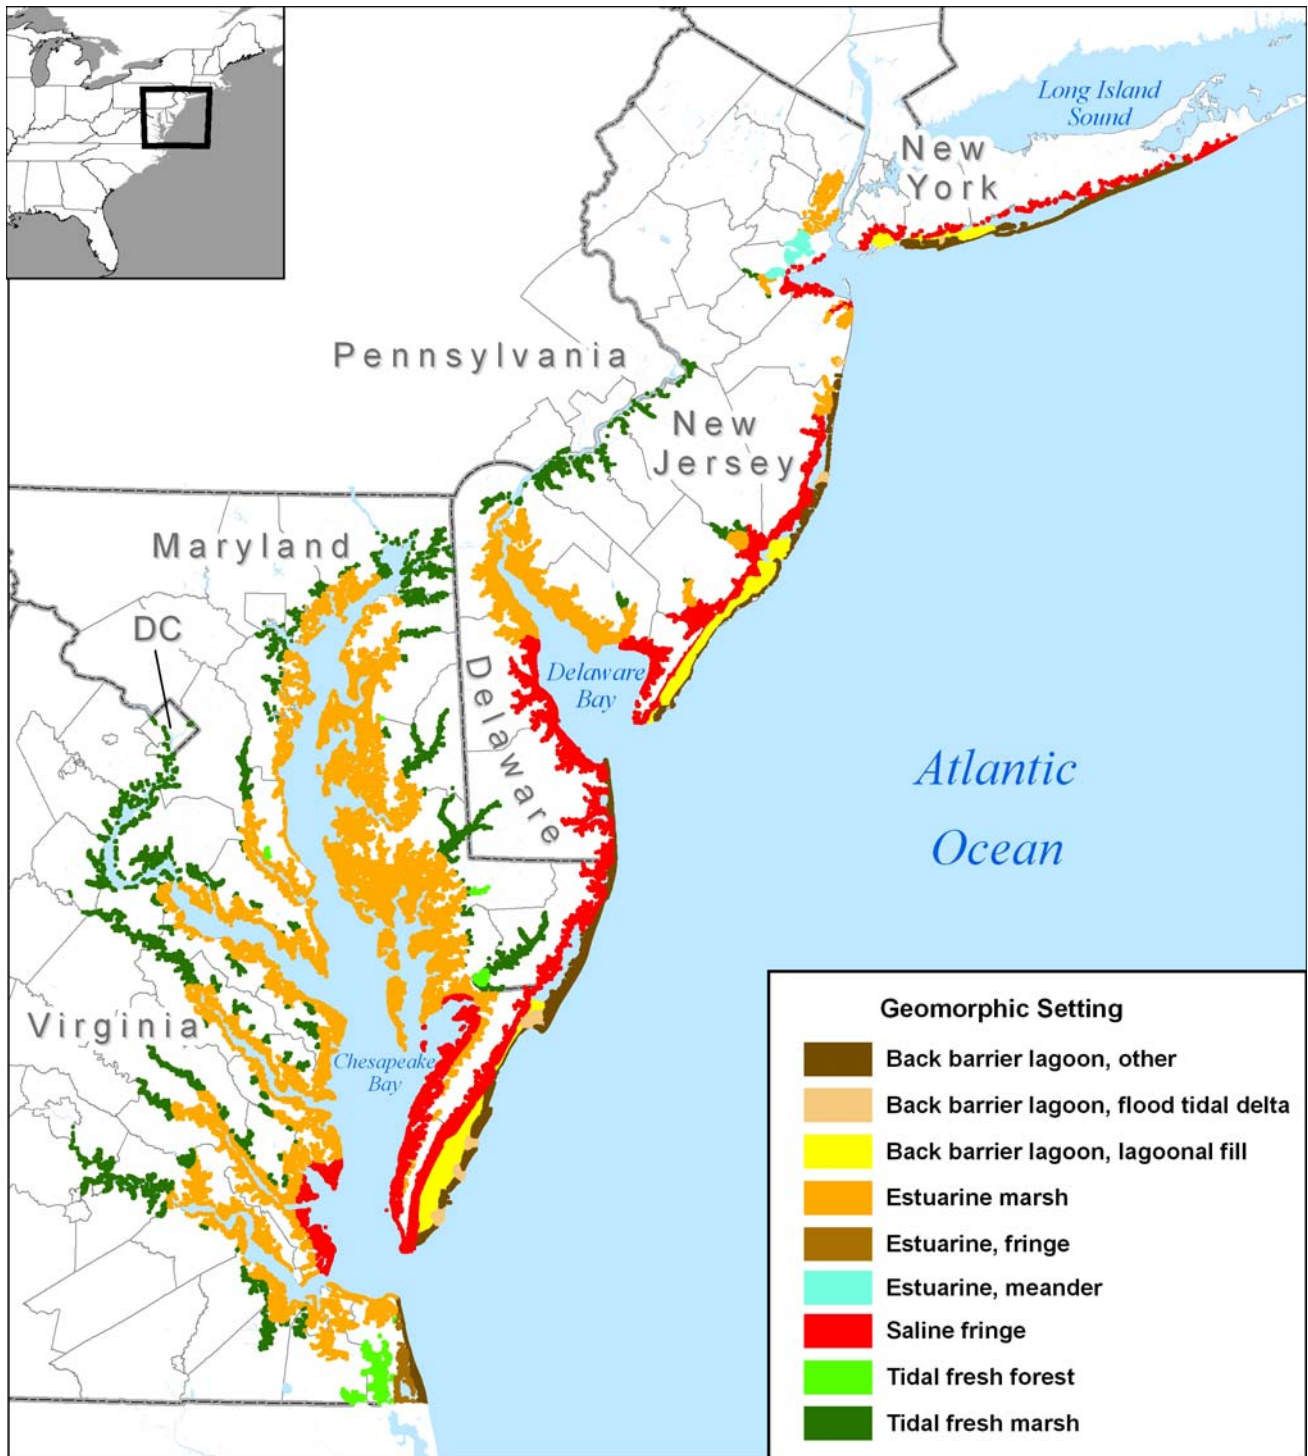 Long Island
Sound
New
York
Pennsylvania
New
Jersey
Maryland
DC
Delaware
Delaware
Bay
Atlantic
Ocean
Virginia
Chesapeake
Bay
Geomorphic Setting
Back barrier lagoon, other
Back barrier lagoon, flood tidal delta
Back barrier lagoon, lagoonal fill
Estuarine marsh
Estuarine, fringe
Estuarine, meander
Saline fringe
Tidal fresh forest
Tidal fresh marsh